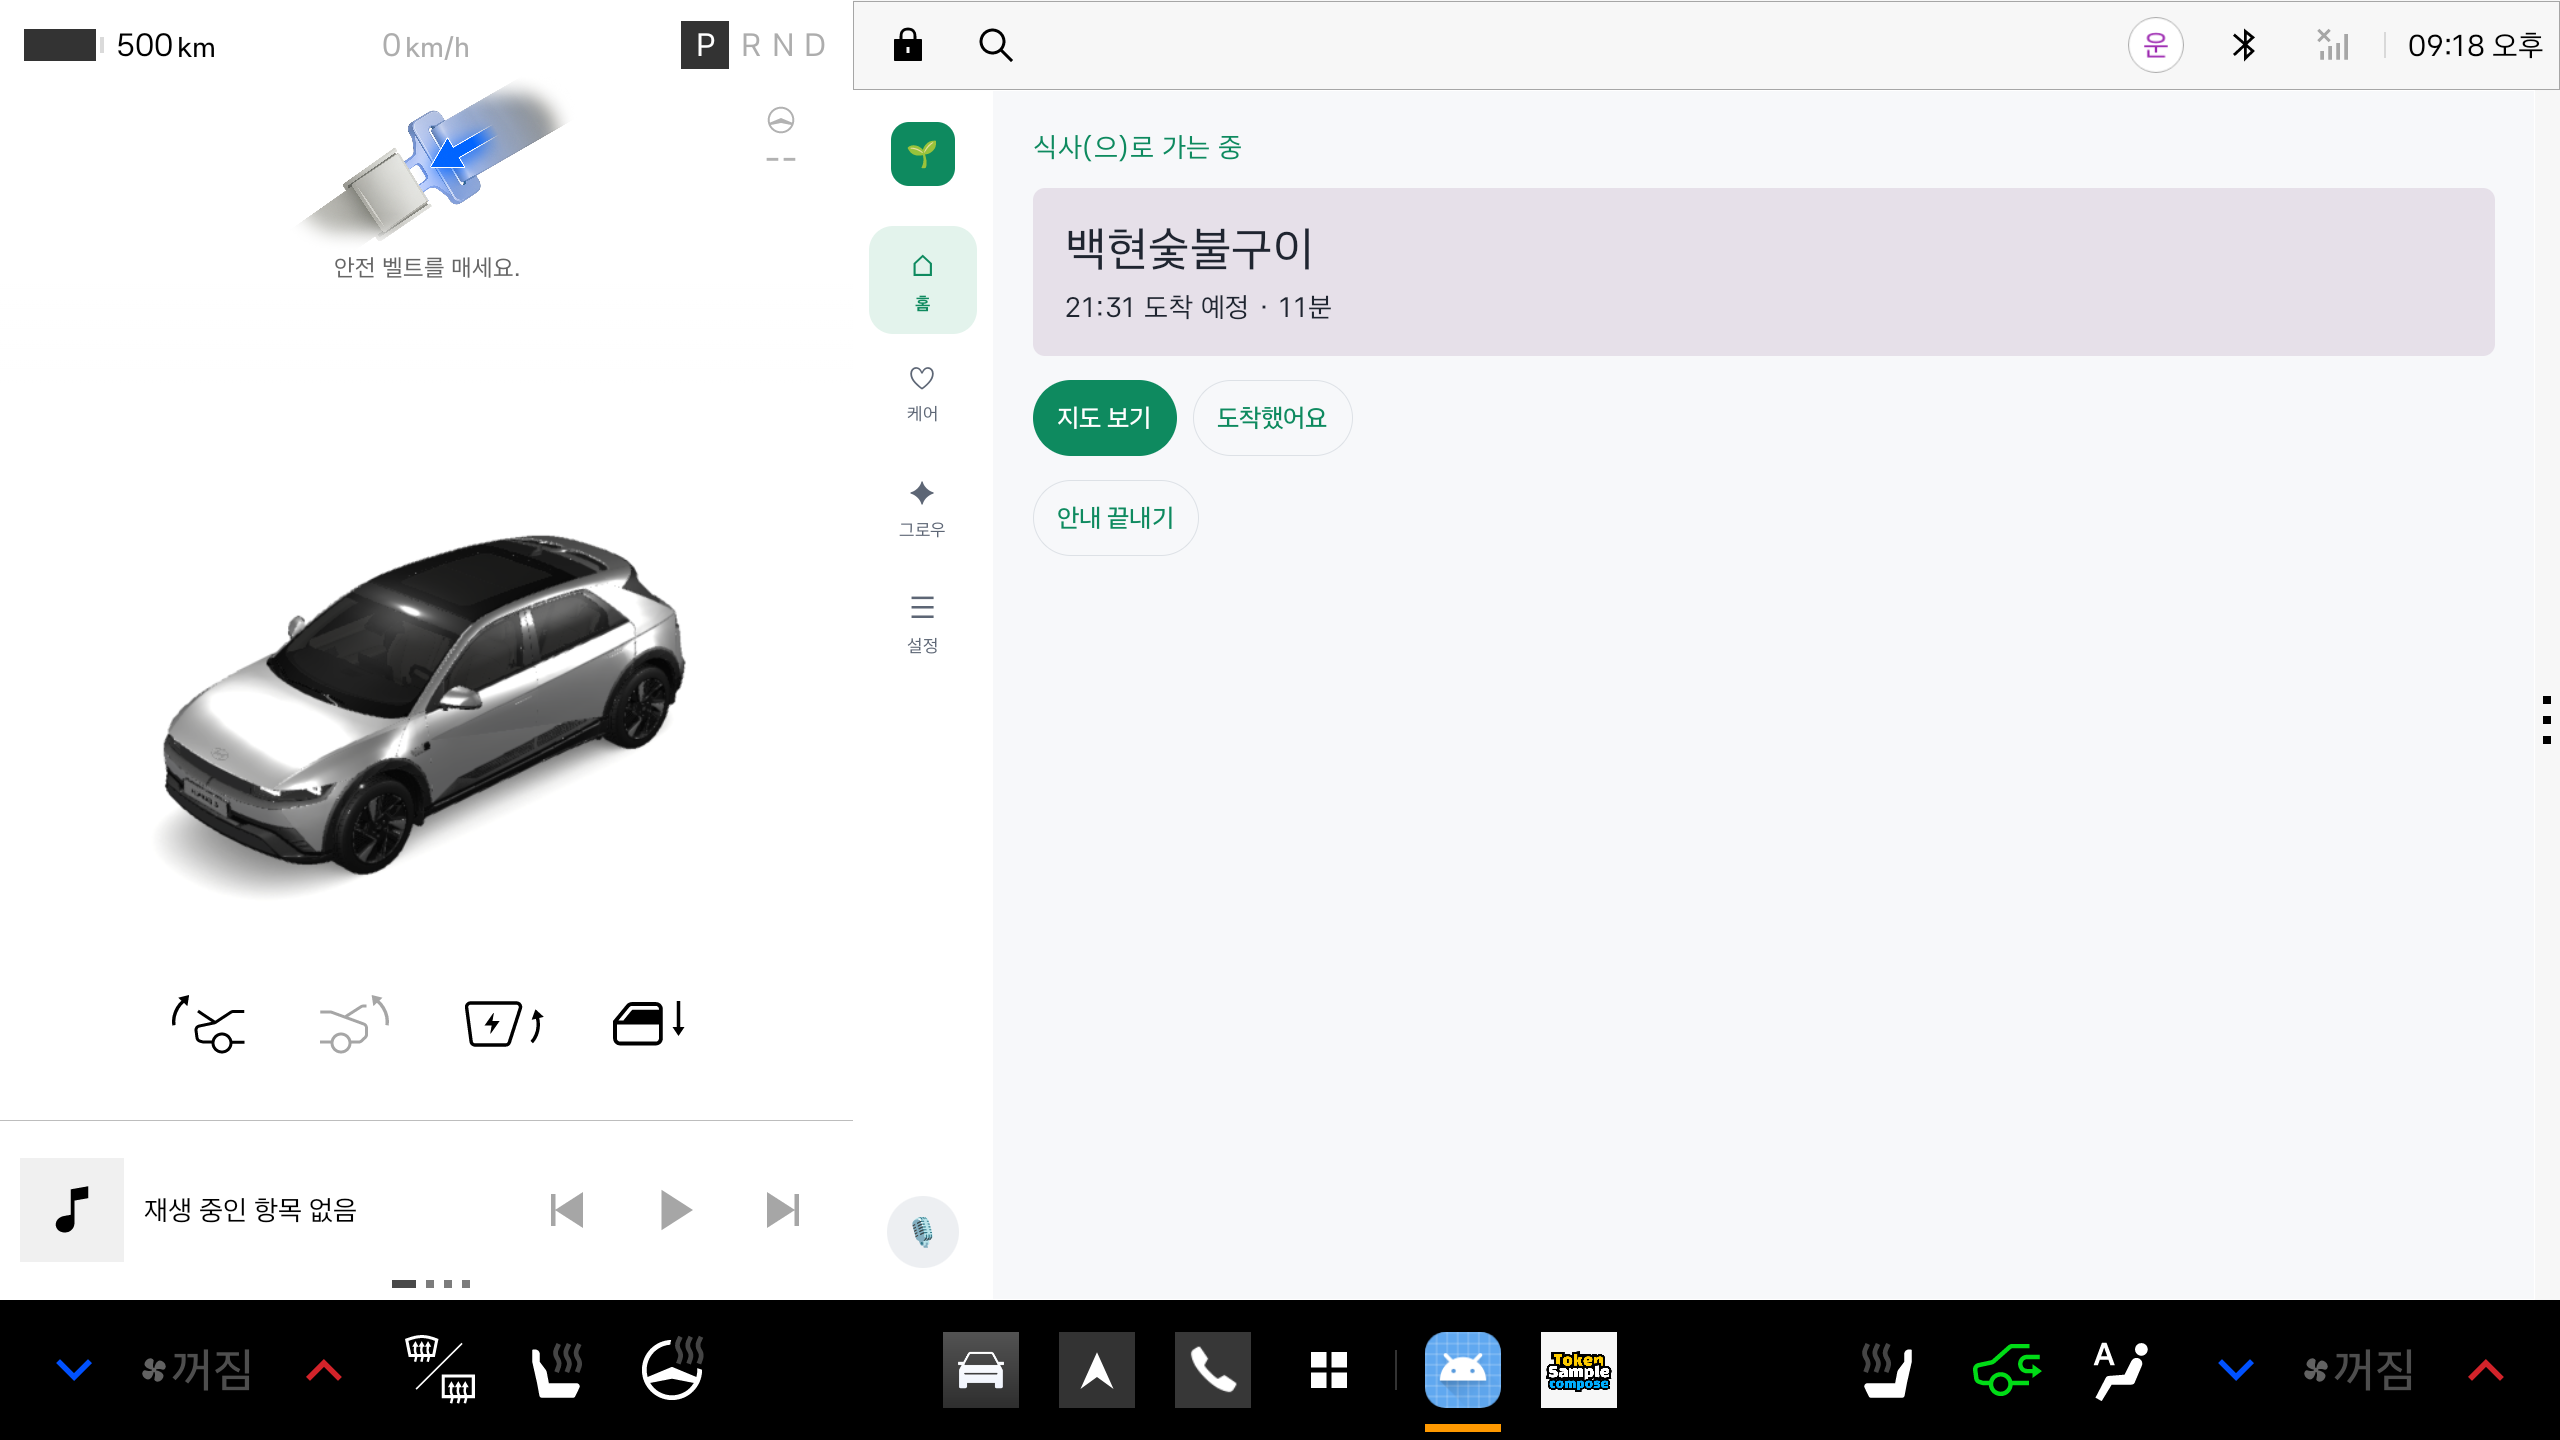 500 km
0 km/h
P R N D
운
09:18 오후
안전 벨트를 매세요.
홈
케어
그로우
설정
식사(으)로 가는 중
백현숯불구이
21:31 도착 예정 · 11분
지도 보기
도착했어요
안내 끝내기
재생 중인 항목 없음
꺼짐
Token
Sample
compose
A
꺼짐